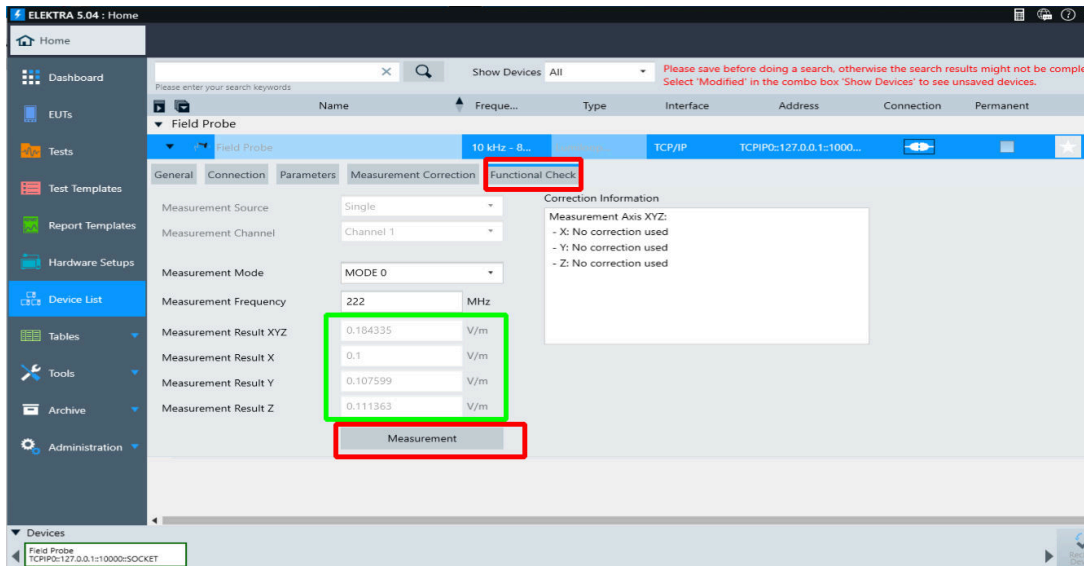 ELEKTRA 5.04 : Home
Home
Dashboard
EUTs
Tests
Test Templates
Report Templates
Hardware Setups
Device List
Tables
Tools
Archive
Administration
Show Devices All
Please save before doing a search, otherwise the search results might not be comple
Select 'Modified' in the combo box 'Show Devices' to see unsaved devices.
Please enter your search keywords
Name Freque... Type Interface Address Connection Permanent
Field Probe
Field Probe 10 kHz – 8... TCP/IP TCPIP0::127.0.0.1::1000...
General Connection Parameters Measurement Correction Functional Check
Measurement Source Single
Measurement Channel Channel 1
Measurement Mode MODE 0
Measurement Frequency 222 MHz
Measurement Result XYZ 0.184335 V/m
Measurement Result X 0.1 V/m
Measurement Result Y 0.107599 V/m
Measurement Result Z 0.111363 V/m
Measurement
Correction Information
Measurement Axis XYZ:
- X: No correction used
- Y: No correction used
- Z: No correction used
Devices
Field Probe
TCPIP0::127.0.0.1::10000::SOCKET